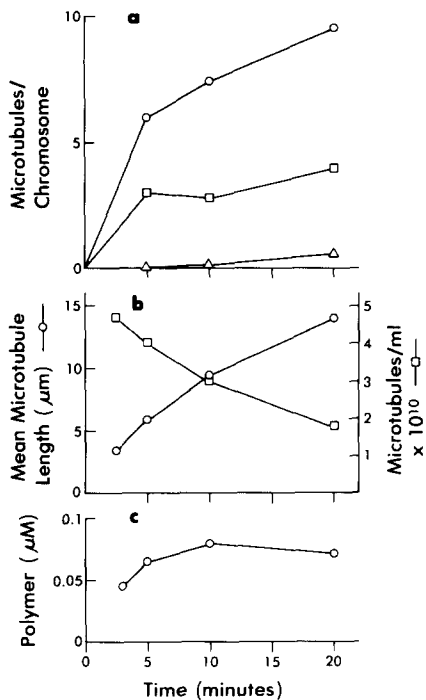 a
Microtubules/
Chromosome
10
5
0
b
Mean Microtubule
Length (µm)
15
10
5
0
5
4
3
2
1
Microtubules/ml
x 10¹⁰
c
Polymer (µM)
0.1
0.05
0
0 5 10 15 20
Time (minutes)